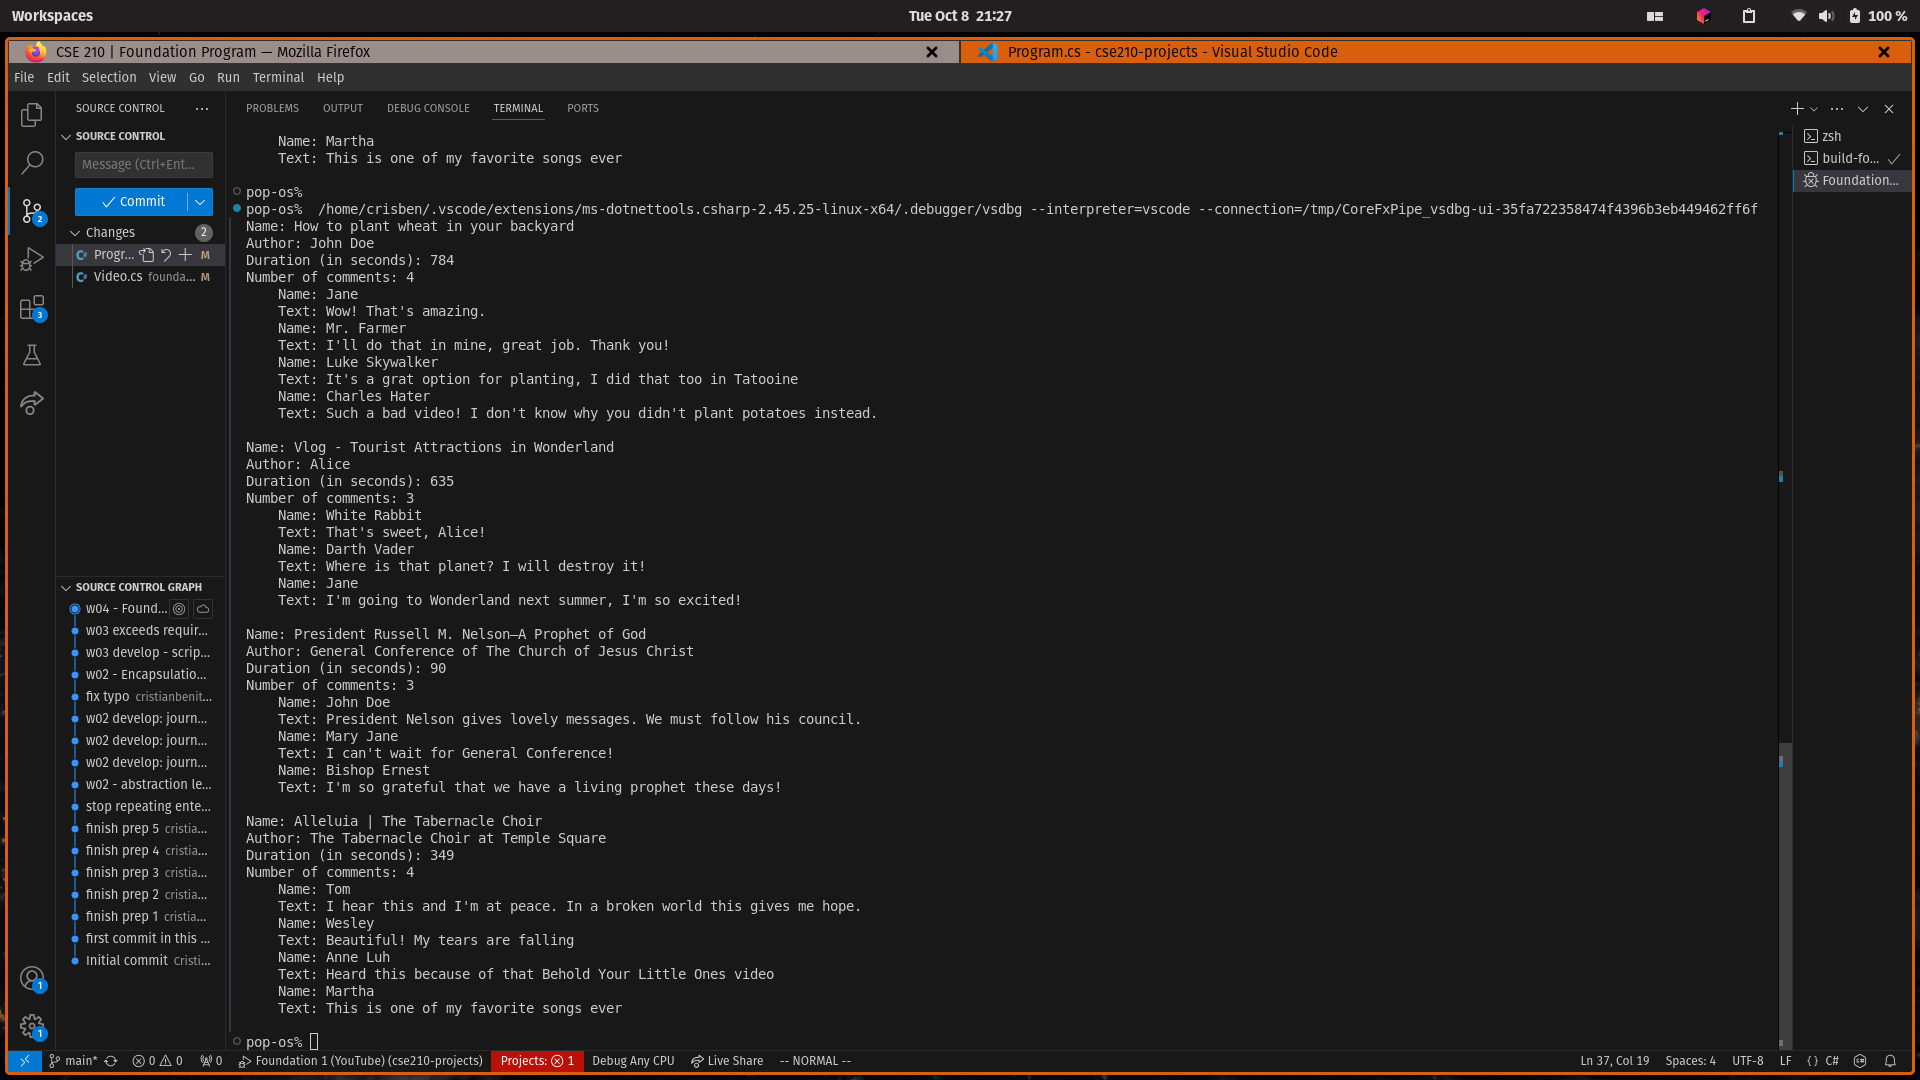 Workspaces
Tue Oct 8 21:27
100 %
CSE 210 | Foundation Program — Mozilla Firefox
Program.cs - cse210-projects - Visual Studio Code
File Edit Selection View Go Run Terminal Help
SOURCE CONTROL
PROBLEMS OUTPUT DEBUG CONSOLE TERMINAL PORTS
SOURCE CONTROL
Message (Ctrl+Ent...
Commit
Changes 2
Progr... M
Video.cs founda... M
2
3
SOURCE CONTROL GRAPH
w04 - Found...
w03 exceeds requir...
w03 develop - scrip...
w02 - Encapsulatio...
fix typo cristianbenit...
w02 develop: journ...
w02 develop: journ...
w02 develop: journ...
w02 - abstraction le...
stop repeating ente...
finish prep 5 cristia...
finish prep 4 cristia...
finish prep 3 cristia...
finish prep 2 cristia...
finish prep 1 cristia...
first commit in this ...
Initial commit Cristi...
1
1
Name: Martha
Text: This is one of my favorite songs ever
pop-os%
pop-os%  /home/crisben/.vscode/extensions/ms-dotnettools.csharp-2.45.25-linux-x64/.debugger/vsdbg --interpreter=vscode --connection=/tmp/CoreFxPipe_vsdbg-ui-35fa722358474f4396b3eb449462ff6f
Name: How to plant wheat in your backyard
Author: John Doe
Duration (in seconds): 784
Number of comments: 4
Name: Jane
Text: Wow! That's amazing.
Name: Mr. Farmer
Text: I'll do that in mine, great job. Thank you!
Name: Luke Skywalker
Text: It's a grat option for planting, I did that too in Tatooine
Name: Charles Hater
Text: Such a bad video! I don't know why you didn't plant potatoes instead.
Name: Vlog - Tourist Attractions in Wonderland
Author: Alice
Duration (in seconds): 635
Number of comments: 3
Name: White Rabbit
Text: That's sweet, Alice!
Name: Darth Vader
Text: Where is that planet? I will destroy it!
Name: Jane
Text: I'm going to Wonderland next summer, I'm so excited!
Name: President Russell M. Nelson—A Prophet of God
Author: General Conference of The Church of Jesus Christ
Duration (in seconds): 90
Number of comments: 3
Name: John Doe
Text: President Nelson gives lovely messages. We must follow his council.
Name: Mary Jane
Text: I can't wait for General Conference!
Name: Bishop Ernest
Text: I'm so grateful that we have a living prophet these days!
Name: Alleluia | The Tabernacle Choir
Author: The Tabernacle Choir at Temple Square
Duration (in seconds): 349
Number of comments: 4
Name: Tom
Text: I hear this and I'm at peace. In a broken world this gives me hope.
Name: Wesley
Text: Beautiful! My tears are falling
Name: Anne Luh
Text: Heard this because of that Behold Your Little Ones video
Name: Martha
Text: This is one of my favorite songs ever
pop-os%
zsh
build-fo...
Foundation...
main* 0 0 0 Foundation 1 (YouTube) (cse210-projects) Projects: 1 Debug Any CPU Live Share -- NORMAL -- Ln 37, Col 19 Spaces: 4 UTF-8 LF {} C#